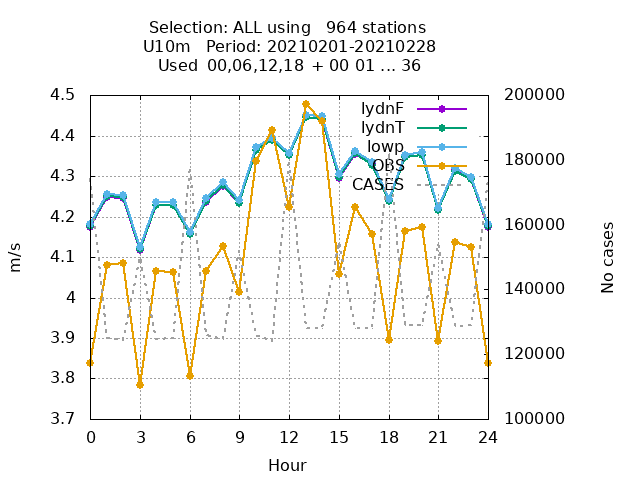 Selection: ALL using   964 stations
U10m   Period: 20210201-20210228
Used  00,06,12,18  + 00 01 ... 36
4.5
4.4
4.3
4.2
4.1
4
3.9
3.8
3.7
m/s
lydnF
lydnT
lowp
OBS
CASES
200000
180000
160000
140000
120000
100000
No cases
0 3 6 9 12 15 18 21 24
Hour